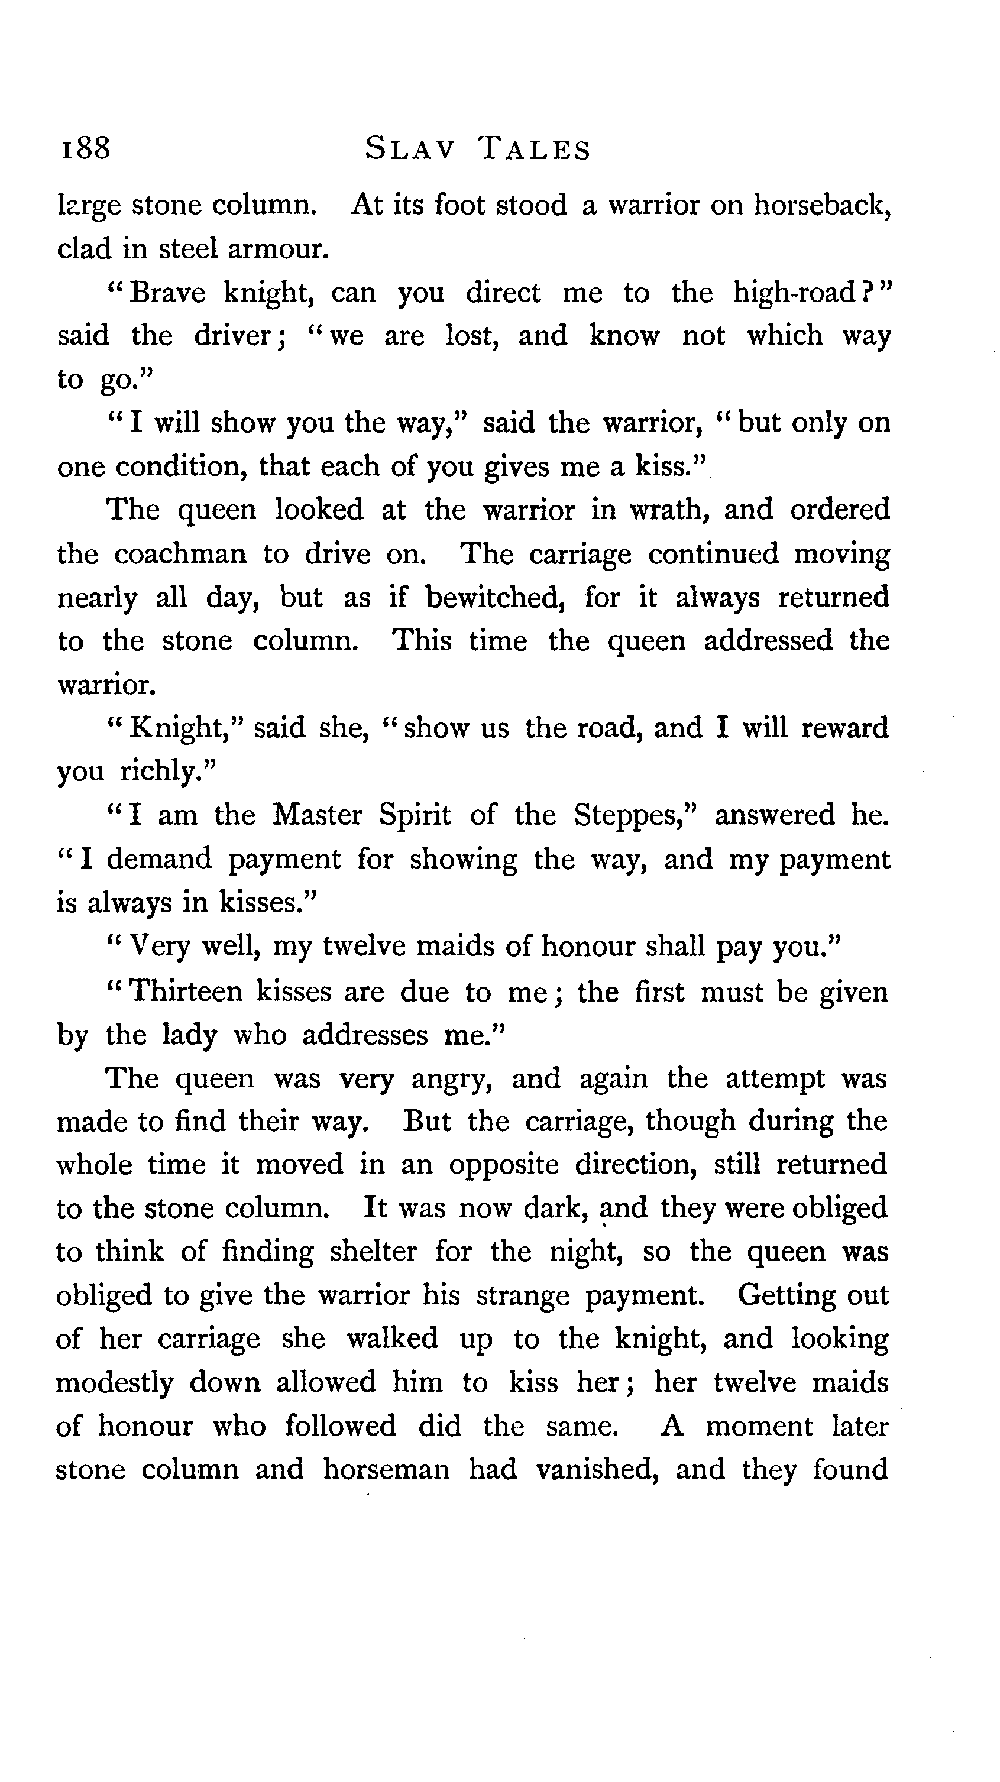 188 SLAV TALES
large stone column. At its foot stood a warrior on horseback,
clad in steel armour.
“Brave knight, can you direct me to the high-road?”
said the driver; “we are lost, and know not which way
to go.”
“I will show you the way,” said the warrior, “but only on
one condition, that each of you gives me a kiss.”
The queen looked at the warrior in wrath, and ordered
the coachman to drive on. The carriage continued moving
nearly all day, but as if bewitched, for it always returned
to the stone column. This time the queen addressed the
warrior.
“Knight,” said she, “show us the road, and I will reward
you richly.”
“I am the Master Spirit of the Steppes,” answered he.
“I demand payment for showing the way, and my payment
is always in kisses.”
“Very well, my twelve maids of honour shall pay you.”
“Thirteen kisses are due to me; the first must be given
by the lady who addresses me.”
The queen was very angry, and again the attempt was
made to find their way. But the carriage, though during the
whole time it moved in an opposite direction, still returned
to the stone column. It was now dark, and they were obliged
to think of finding shelter for the night, so the queen was
obliged to give the warrior his strange payment. Getting out
of her carriage she walked up to the knight, and looking
modestly down allowed him to kiss her; her twelve maids
of honour who followed did the same. A moment later
stone column and horseman had vanished, and they found